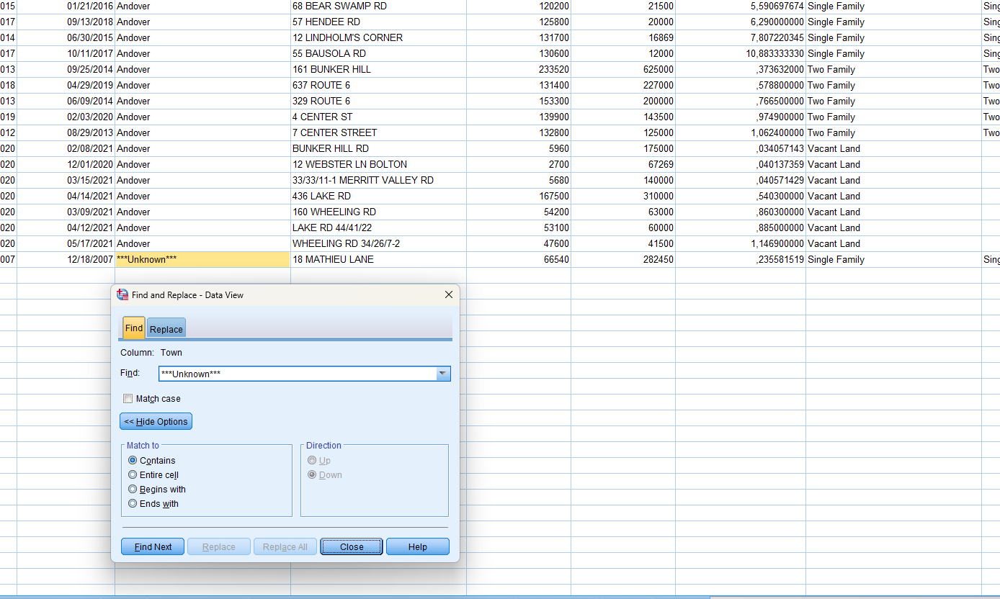 015 01/21/2016 Andover 68 BEAR SWAMP RD 120200 21500 5,590697674 Single Family Sing
017 09/13/2018 Andover 57 HENDEE RD 125800 20000 6,290000000 Single Family Sing
014 06/30/2015 Andover 12 LINDHOLM'S CORNER 131700 16869 7,807220345 Single Family Sing
017 10/11/2017 Andover 55 BAUSOLA RD 130600 12000 10,883333330 Single Family Sing
013 09/25/2014 Andover 161 BUNKER HILL 233520 625000 ,373632000 Two Family Two
018 04/29/2019 Andover 637 ROUTE 6 131400 227000 ,578800000 Two Family Two
013 06/09/2014 Andover 329 ROUTE 6 153300 200000 ,766500000 Two Family Two
019 02/03/2020 Andover 4 CENTER ST 139900 143500 ,974900000 Two Family Two
012 08/29/2013 Andover 7 CENTER STREET 132800 125000 1,062400000 Two Family Two
020 02/08/2021 Andover BUNKER HILL RD 5960 175000 ,034057143 Vacant Land
020 12/01/2020 Andover 12 WEBSTER LN BOLTON 2700 67269 ,040137359 Vacant Land
020 03/15/2021 Andover 33/33/11-1 MERRITT VALLEY RD 5680 140000 ,040571429 Vacant Land
020 04/14/2021 Andover 436 LAKE RD 167500 310000 ,540300000 Vacant Land
020 03/09/2021 Andover 160 WHEELING RD 54200 63000 ,860300000 Vacant Land
020 04/12/2021 Andover LAKE RD 44/41/22 53100 60000 ,885000000 Vacant Land
020 05/17/2021 Andover WHEELING RD 34/26/7-2 47600 41500 1,146900000 Vacant Land
007 12/18/2007 ***Unknown*** 18 MATHIEU LANE 66540 282450 ,235581519 Single Family Sing
Find and Replace - Data View
Find Replace
Column: Town
Find: ***Unknown***
Match case
<< Hide Options
Match to
Contains
Entire cell
Begins with
Ends with
Direction
Up
Down
Find Next Replace Replace All Close Help